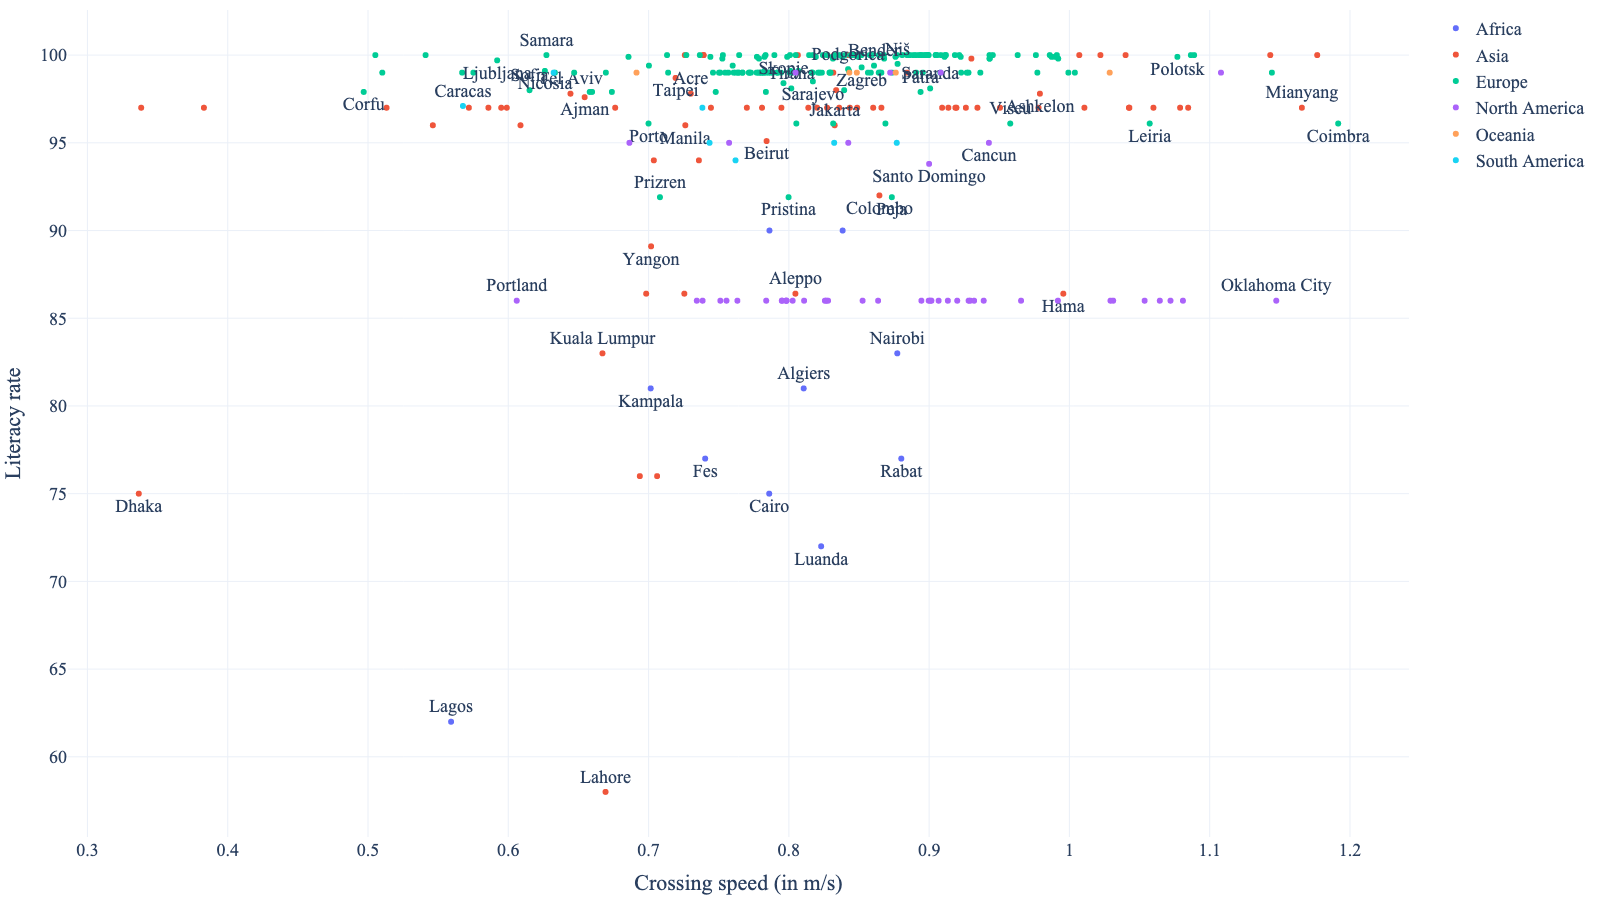 Africa
Asia
Europe
North America
Oceania
South America
Samara
Podgorica
Bender
Niš
Ljubljana
Sofia
Tel Aviv
Nicosia
Acre
Skopje
Tirana
Zagreb
Saranda
Patra
Polotsk
Corfu
Caracas
Ajman
Taipei
Sarajevo
Jakarta
Viseu
Ashkelon
Mianyang
Porto
Manila
Beirut
Cancun
Leiria
Coimbra
Prizren
Santo Domingo
Pristina
Colombo
Peja
Yangon
Portland
Aleppo
Hama
Oklahoma City
Kuala Lumpur
Nairobi
Kampala
Algiers
Fes
Rabat
Dhaka
Cairo
Luanda
Lagos
Lahore
100
95
90
85
80
75
70
65
60
Literacy rate
0.3
0.4
0.5
0.6
0.7
0.8
0.9
1
1.1
1.2
Crossing speed (in m/s)